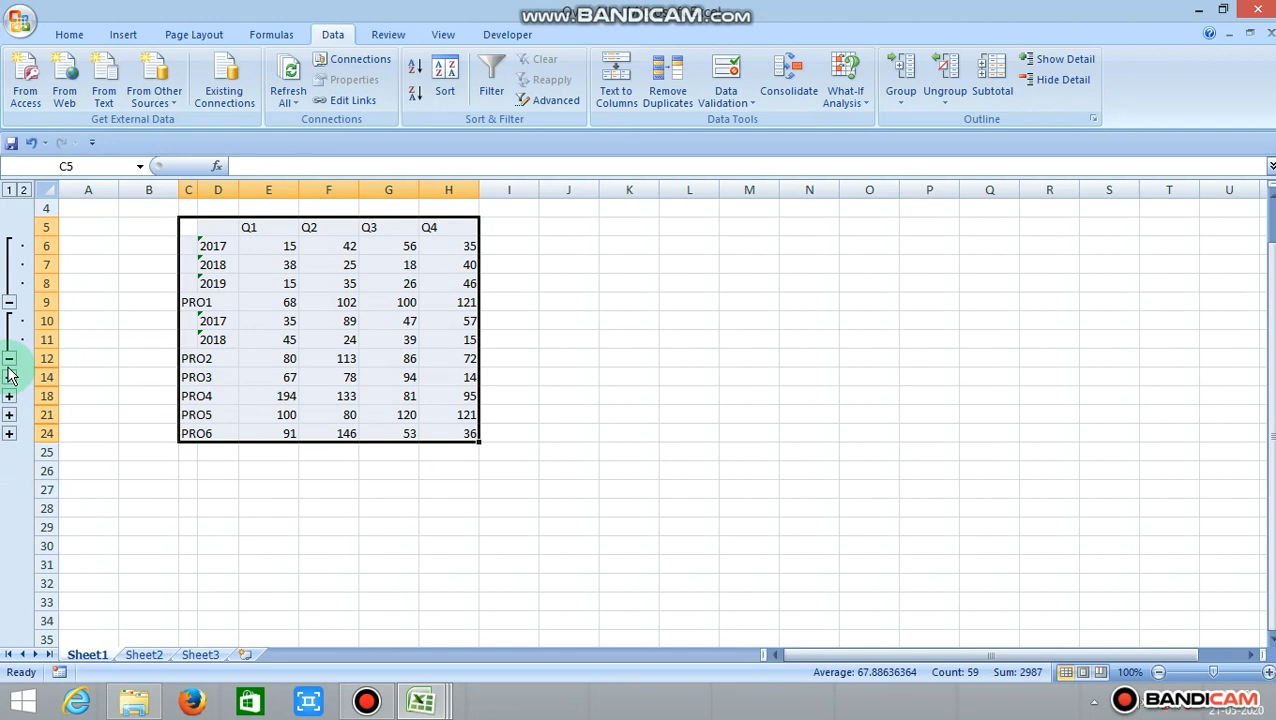 www.BANDICAM.com
Home Insert Page Layout Formulas Data Review View Developer
From Access
From Web
From Text
From Other Sources
Existing Connections
Get External Data
Refresh All
Connections
Properties
Edit Links
Connections
Sort
Filter
Clear
Reapply
Advanced
Sort & Filter
Text to Columns
Remove Duplicates
Data Validation
Consolidate
What-If Analysis
Data Tools
Group
Ungroup
Subtotal
Show Detail
Hide Detail
Outline
C5 fx
1 2 A B C D E F G H I J K L M N O P Q R S T U
4
5 Q1 Q2 Q3 Q4
6 2017 15 42 56 35
7 2018 38 25 18 40
8 2019 15 35 26 46
9 PRO1 68 102 100 121
10 2017 35 89 47 57
11 2018 45 24 39 15
12 PRO2 80 113 86 72
14 PRO3 67 78 94 14
18 PRO4 194 133 81 95
21 PRO5 100 80 120 121
24 PRO6 91 146 53 36
25
26
27
28
29
30
31
32
33
34
35
Sheet1 Sheet2 Sheet3
Ready Average: 67.88636364 Count: 59 Sum: 2987 100%
BANDICAM
21-05-2020